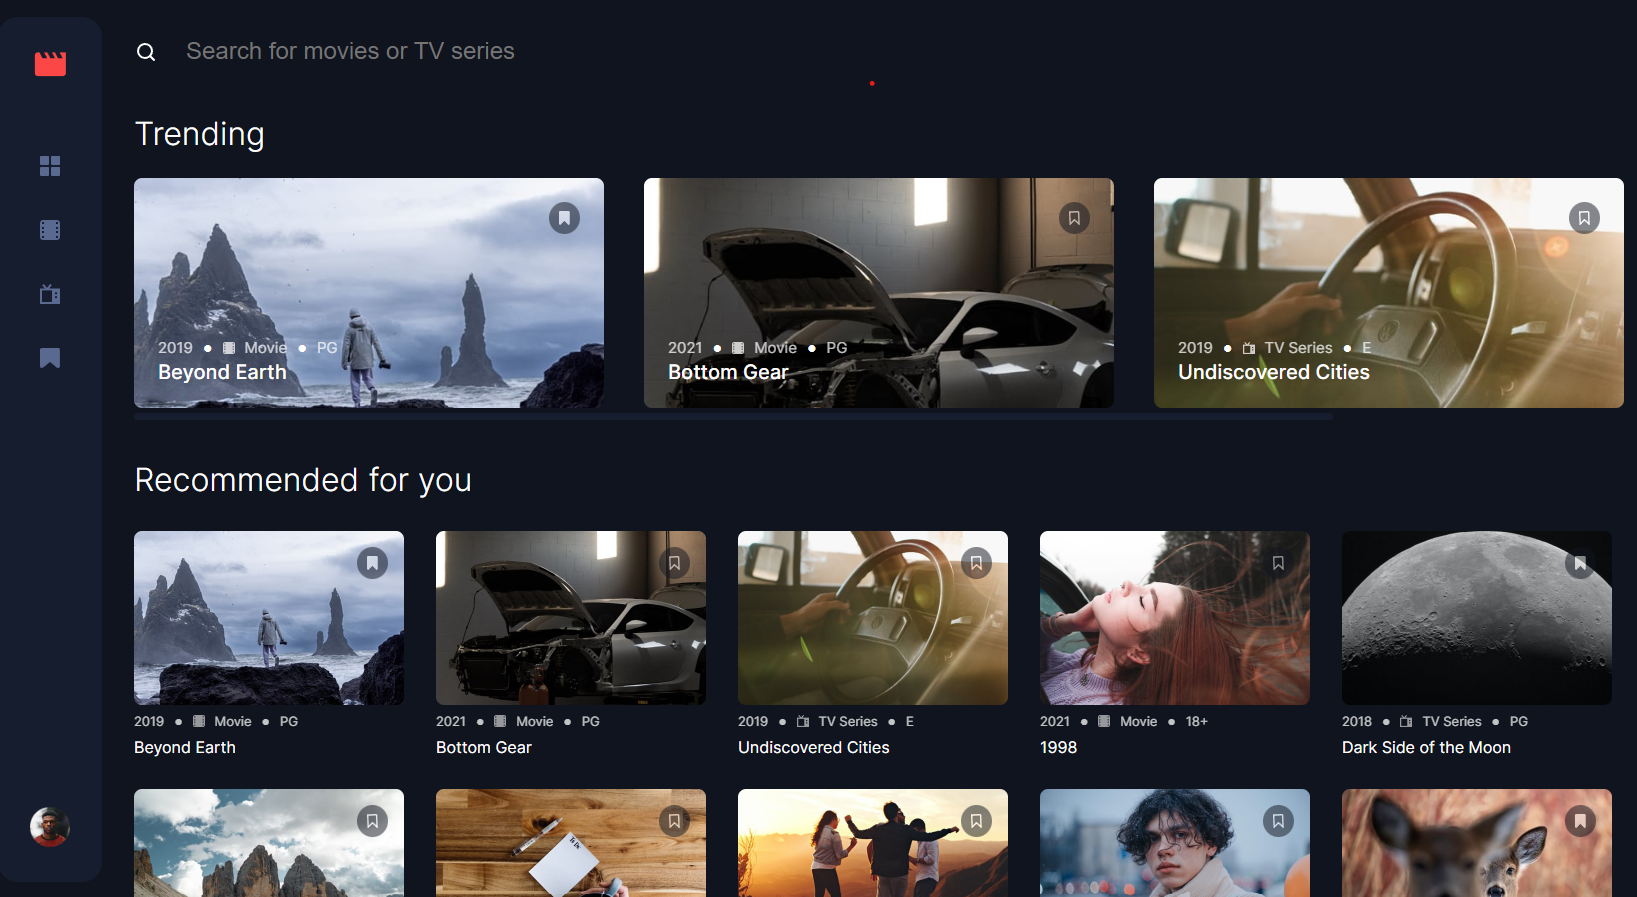 Search for movies or TV series
Trending
2019 • Movie • PG
Beyond Earth
2021 • Movie • PG
Bottom Gear
2019 • TV Series • E
Undiscovered Cities
Recommended for you
2019 • Movie • PG
Beyond Earth
2021 • Movie • PG
Bottom Gear
2019 • TV Series • E
Undiscovered Cities
2021 • Movie • 18+
1998
2018 • TV Series • PG
Dark Side of the Moon